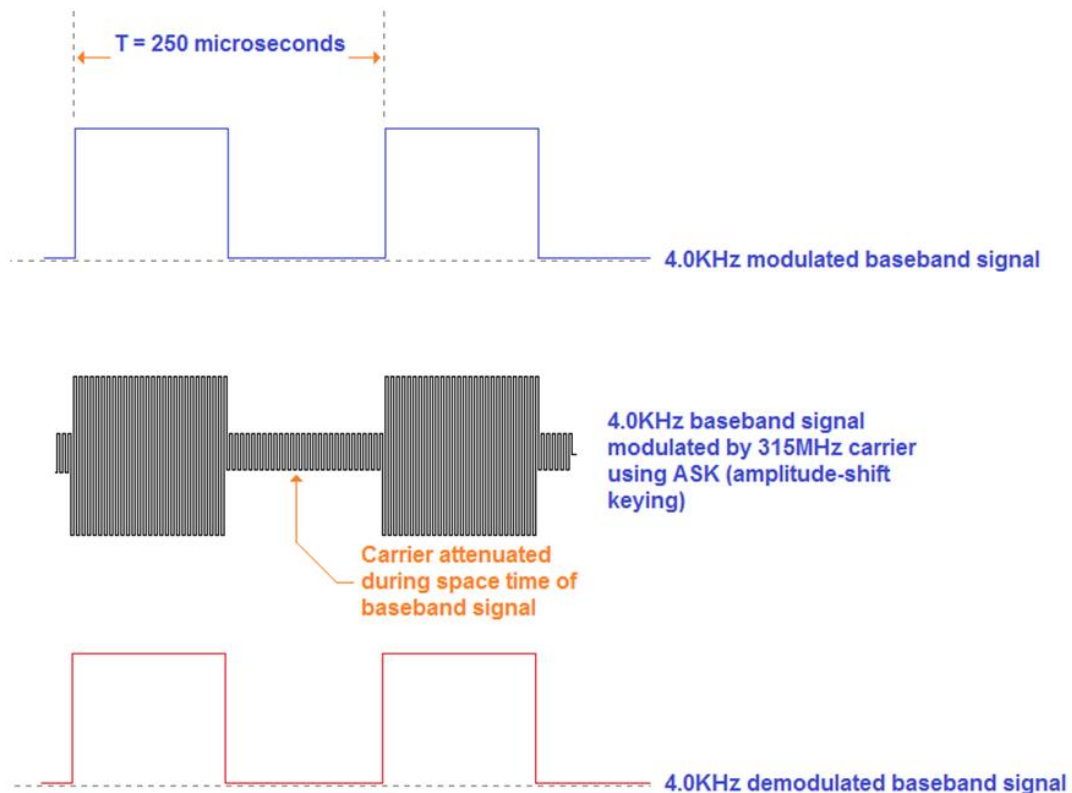 T = 250 microseconds
4.0KHz modulated baseband signal
4.0KHz baseband signal
modulated by 315MHz carrier
using ASK (amplitude-shift
keying)
Carrier attenuated
during space time of
baseband signal
4.0KHz demodulated baseband signal